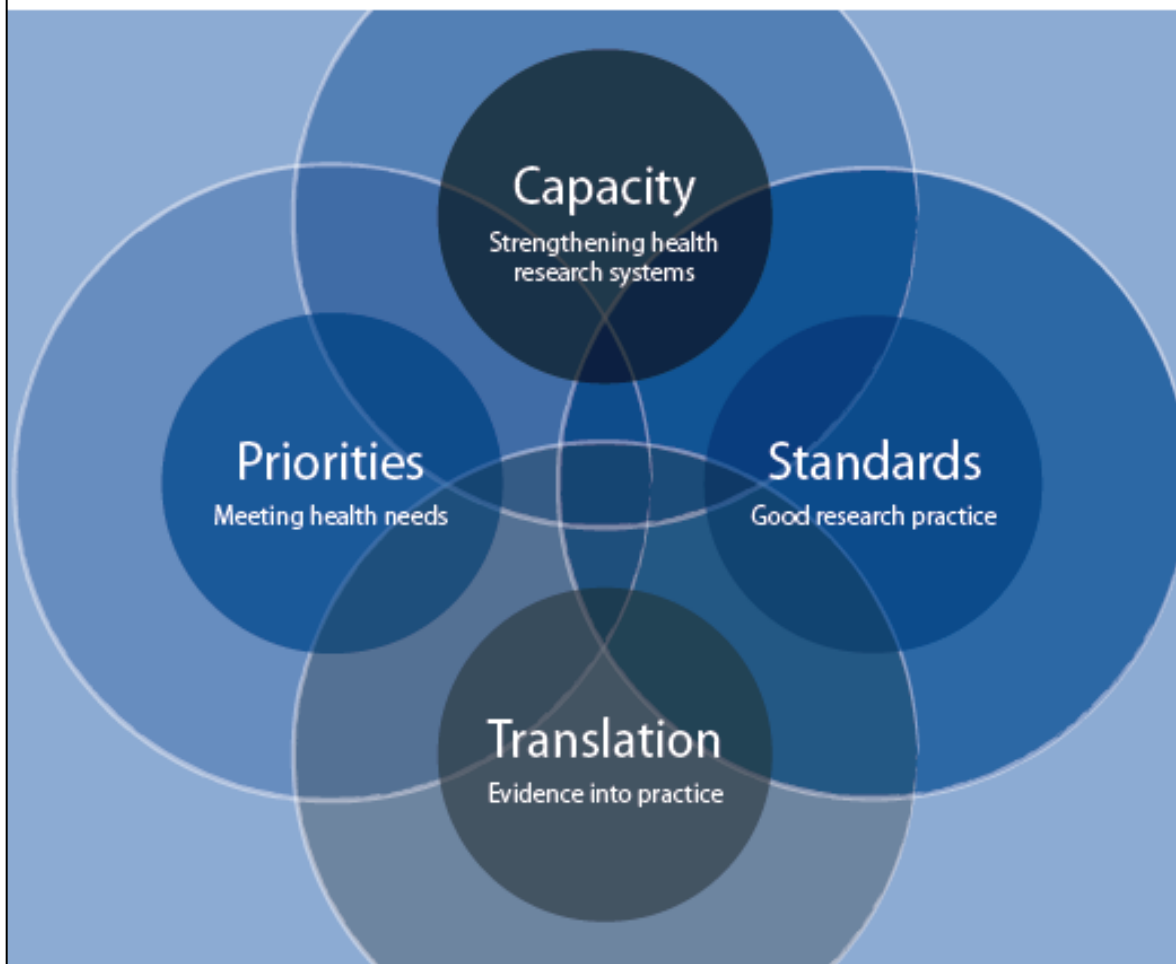 Capacity
Strengthening health
research systems
Priorities
Meeting health needs
Standards
Good research practice
Translation
Evidence into practice